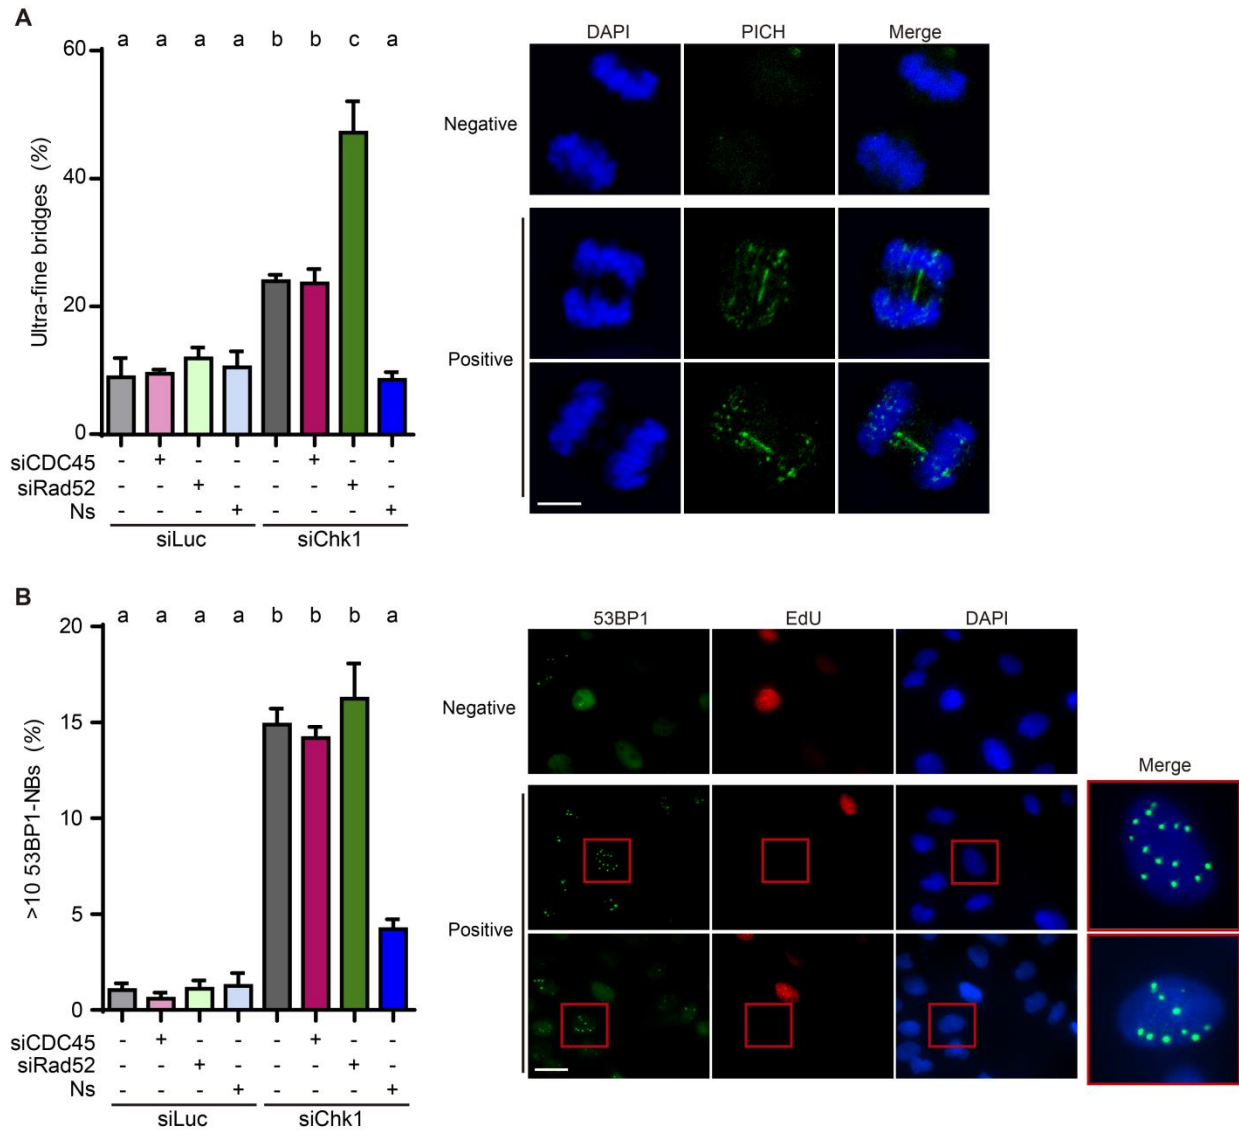 A
60
40
20
0
Ultra-fine bridges (%)
a a a a b b c a
siCDC45 - + - - - + - -
siRad52 - - + - - - + -
Ns - - - + - - - +
siLuc siChk1
DAPI PICH Merge
Negative
Positive
B
20
15
10
5
0
>10 53BP1-NBs (%)
a a a a b b b a
siCDC45 - + - - - + - -
siRad52 - - + - - - + -
Ns - - - + - - - +
siLuc siChk1
53BP1 EdU DAPI
Negative
Merge
Positive